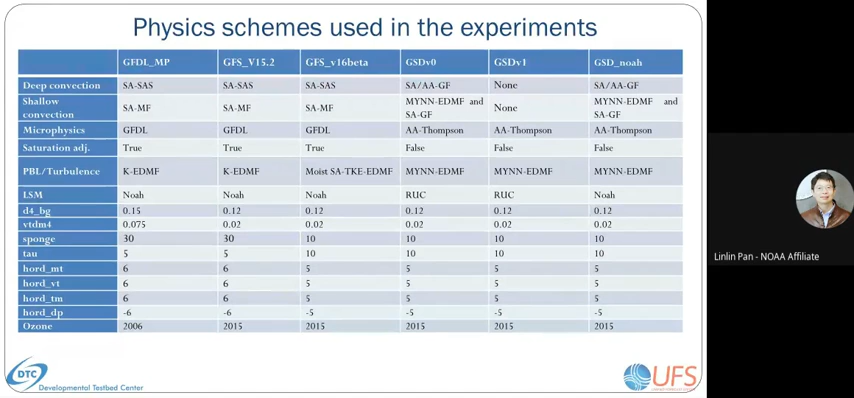 Physics schemes used in the experiments
GFDL_MP GFS_V15.2 GFS_v16beta GSDv0 GSDv1 GSD_noah
Deep convection SA-SAS SA-SAS SA-SAS SA/AA-GF None SA/AA-GF
Shallow convection SA-MF SA-MF SA-MF MYNN-EDMF and SA-GF None MYNN-EDMF and SA-GF
Microphysics GFDL GFDL GFDL AA-Thompson AA-Thompson AA-Thompson
Saturation adj. True True True False False False
PBL/Turbulence K-EDMF K-EDMF Moist SA-TKE-EDMF MYNN-EDMF MYNN-EDMF MYNN-EDMF
LSM Noah Noah Noah RUC RUC Noah
d4_bg 0.15 0.12 0.12 0.12 0.12 0.12
vtdm4 0.075 0.02 0.02 0.02 0.02 0.02
sponge 30 30 10 10 10 10
tau 5 5 10 10 10 10
hord_mt 6 6 5 5 5 5
hord_vt 6 6 5 5 5 5
hord_tm 6 6 5 5 5 5
hord_dp -6 -6 -5 -5 -5 -5
Ozone 2006 2015 2015 2015 2015 2015
Linlin Pan - NOAA Affiliate
DTC
Developmental Testbed Center
UFS